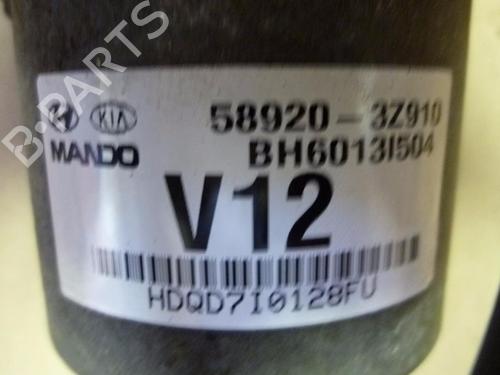 58920-3Z910
KIA
MANDO
BH6013I504
V12
HDQD7I0128FU
B-PARTS